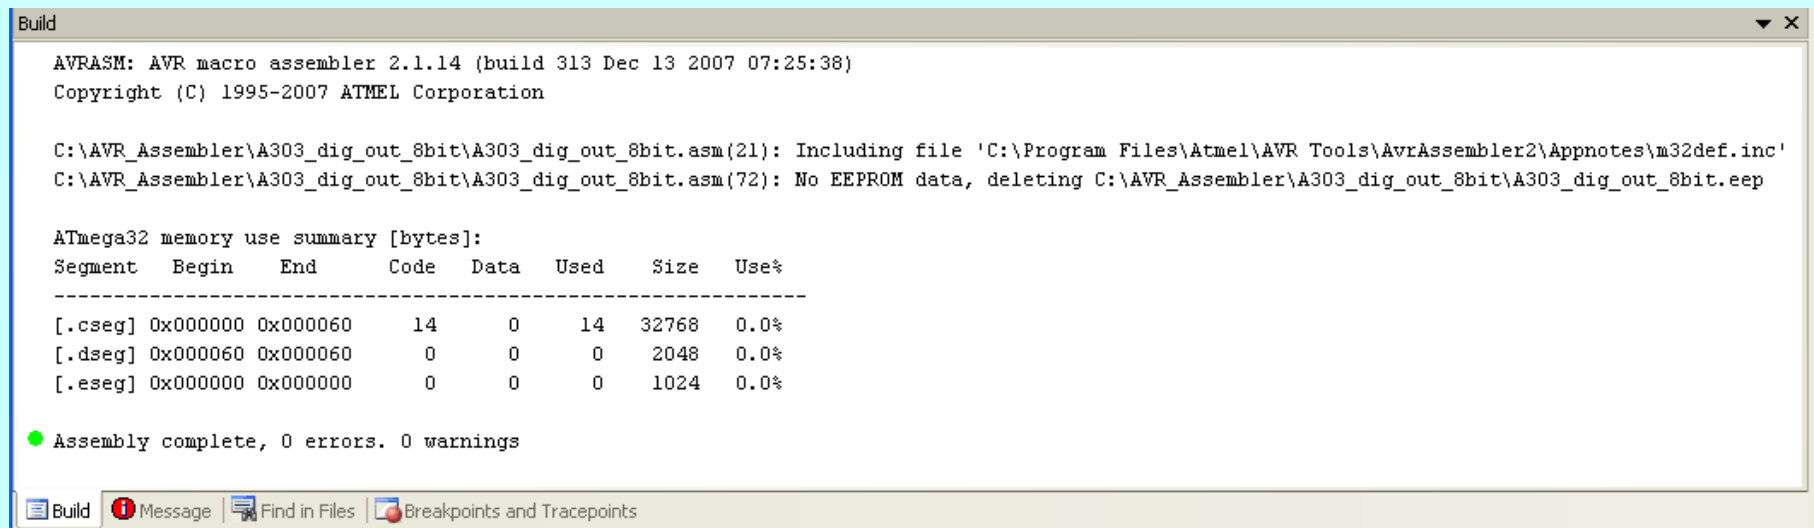 Build
AVRASM: AVR macro assembler 2.1.14 (build 313 Dec 13 2007 07:25:38)
Copyright (C) 1995-2007 ATMEL Corporation
C:\AVR_Assembler\A303_dig_out_8bit\A303_dig_out_8bit.asm(21): Including file 'C:\Program Files\Atmel\AVR Tools\AvrAssembler2\Appnotes\m32def.inc'
C:\AVR_Assembler\A303_dig_out_8bit\A303_dig_out_8bit.asm(72): No EEPROM data, deleting C:\AVR_Assembler\A303_dig_out_8bit\A303_dig_out_8bit.eep
ATmega32 memory use summary [bytes]:
Segment   Begin    End      Code   Data   Used    Size   Use%
---------------------------------------------------------------
[.cseg] 0x000000 0x000060     14      0     14   32768   0.0%
[.dseg] 0x000060 0x000060      0      0      0    2048   0.0%
[.eseg] 0x000000 0x000000      0      0      0    1024   0.0%
Assembly complete, 0 errors. 0 warnings
Build Message Find in Files Breakpoints and Tracepoints